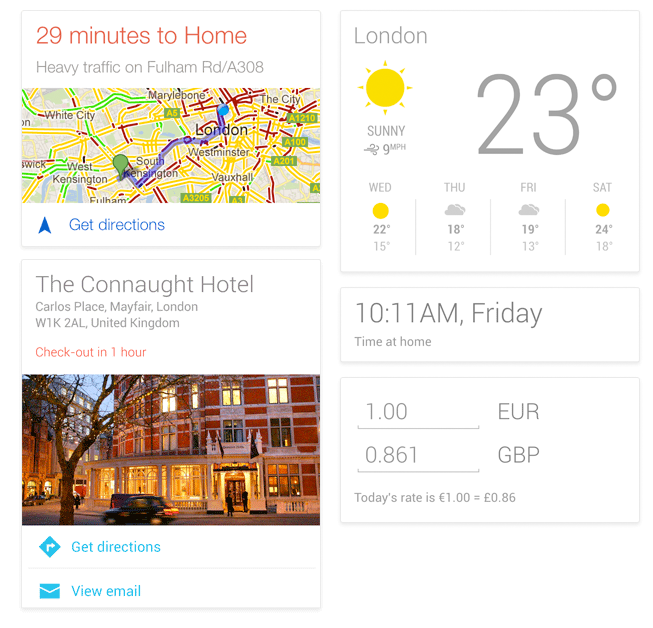 29 minutes to Home
Heavy traffic on Fulham Rd/A308
Marylebone
The City
White City
A5
A1210
London
A100
Westminster
A201
West
Kensington
South
Kensington
Vauxhall
A3205
A3
Fulham
Get directions
The Connaught Hotel
Carlos Place, Mayfair, London
W1K 2AL, United Kingdom
Check-out in 1 hour
Get directions
View email
London
SUNNY
9MPH
23°
WED THU FRI SAT
22° 18° 19° 24°
15° 12° 13° 18°
10:11AM, Friday
Time at home
1.00 EUR
0.861 GBP
Today's rate is €1.00 = £0.86